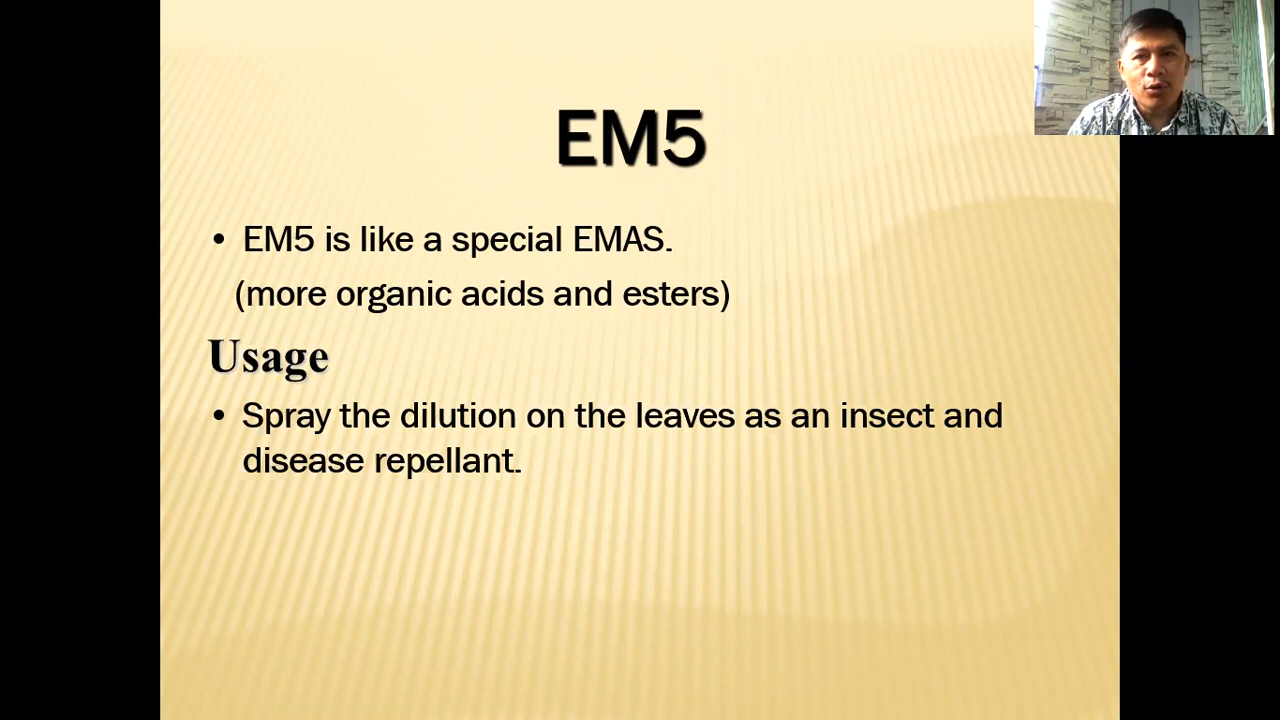 EM5
• EM5 is like a special EMAS.
(more organic acids and esters)
Usage
• Spray the dilution on the leaves as an insect and
disease repellant.